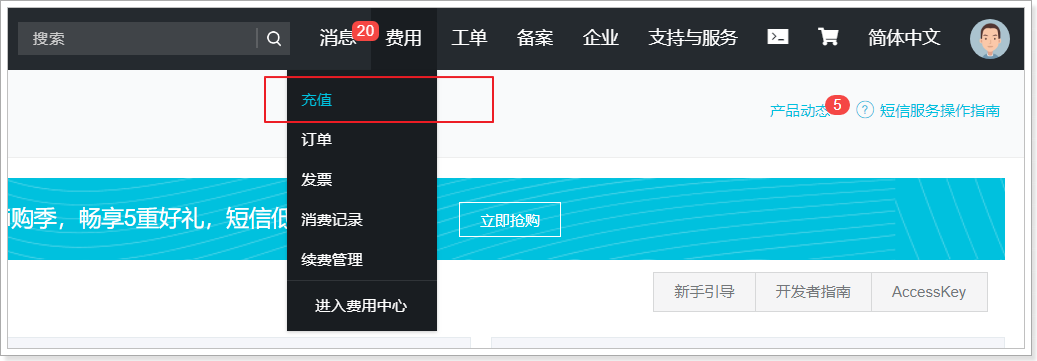 搜索
消息 20 费用 工单 备案 企业 支持与服务 简体中文
充值
产品动态 5 ? 短信服务操作指南
订单
发票
购季，畅享5重好礼，短信低
立即抢购
消费记录
续费管理
进入费用中心
新手引导 开发者指南 AccessKey